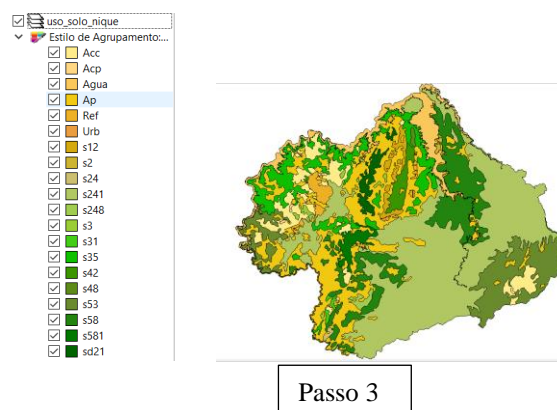 uso_solo_nique
Estilo de Agrupamento:...
Acc
Acp
Agua
Ap
Ref
Urb
s12
s2
s24
s241
s248
s3
s31
s35
s42
s48
s53
s58
s581
sd21
Passo 3